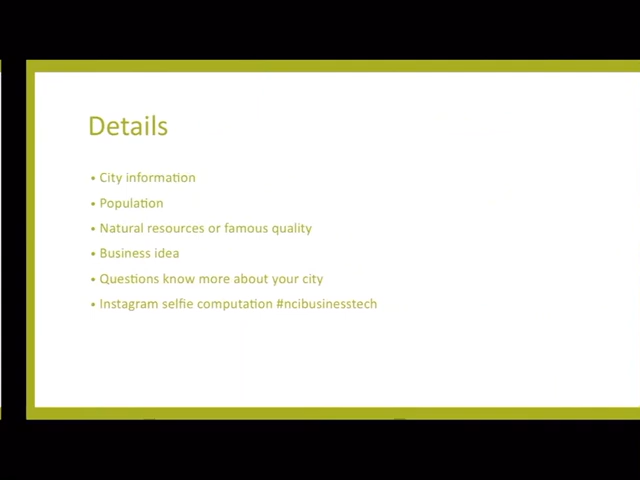 Details
• City information
• Population
• Natural resources or famous quality
• Business idea
• Questions know more about your city
• Instagram selfie computation #ncibusinesstech